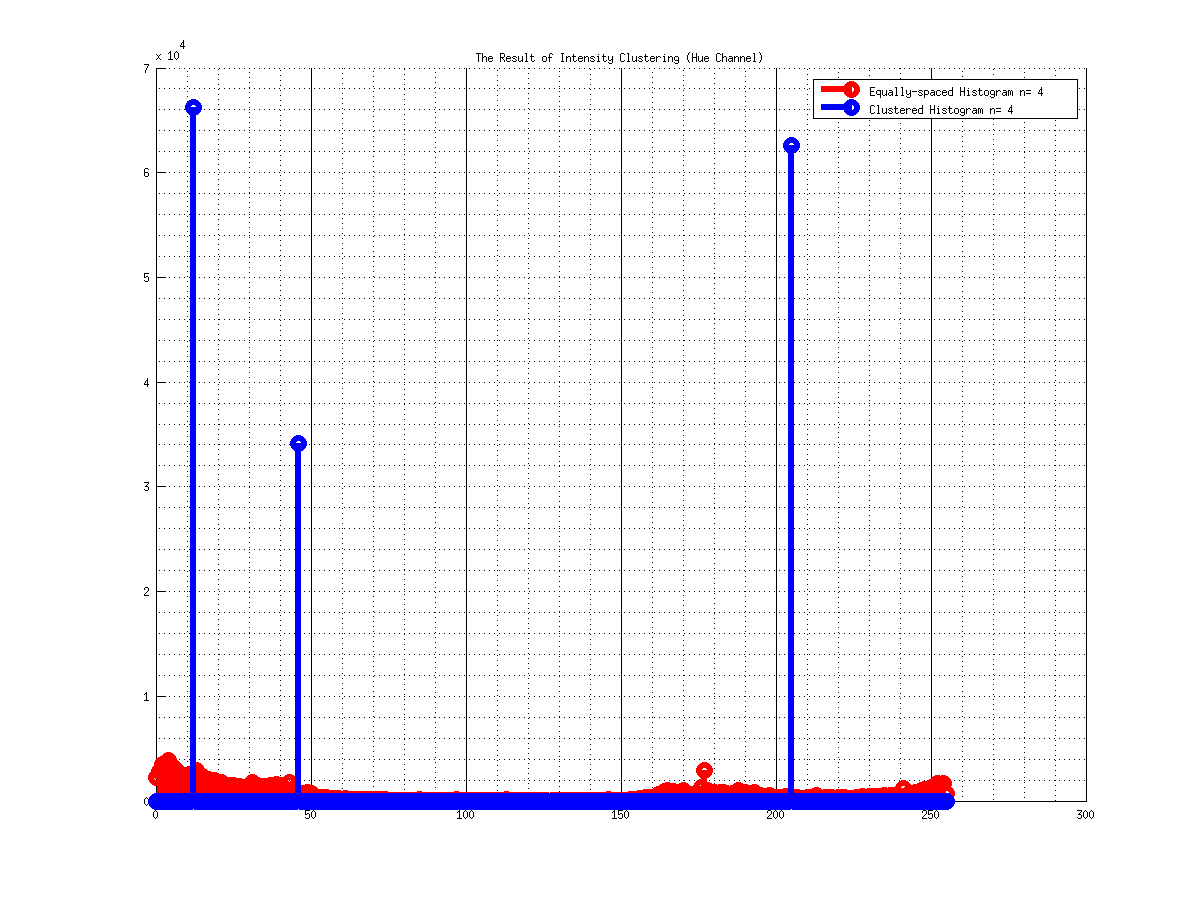 x 10 4
The Result of Intensity Clustering (Hue Channel)
7
Equally-spaced Histogram n= 4
Clustered Histogram n= 4
6
5
4
3
2
1
0
0 50 100 150 200 250 300